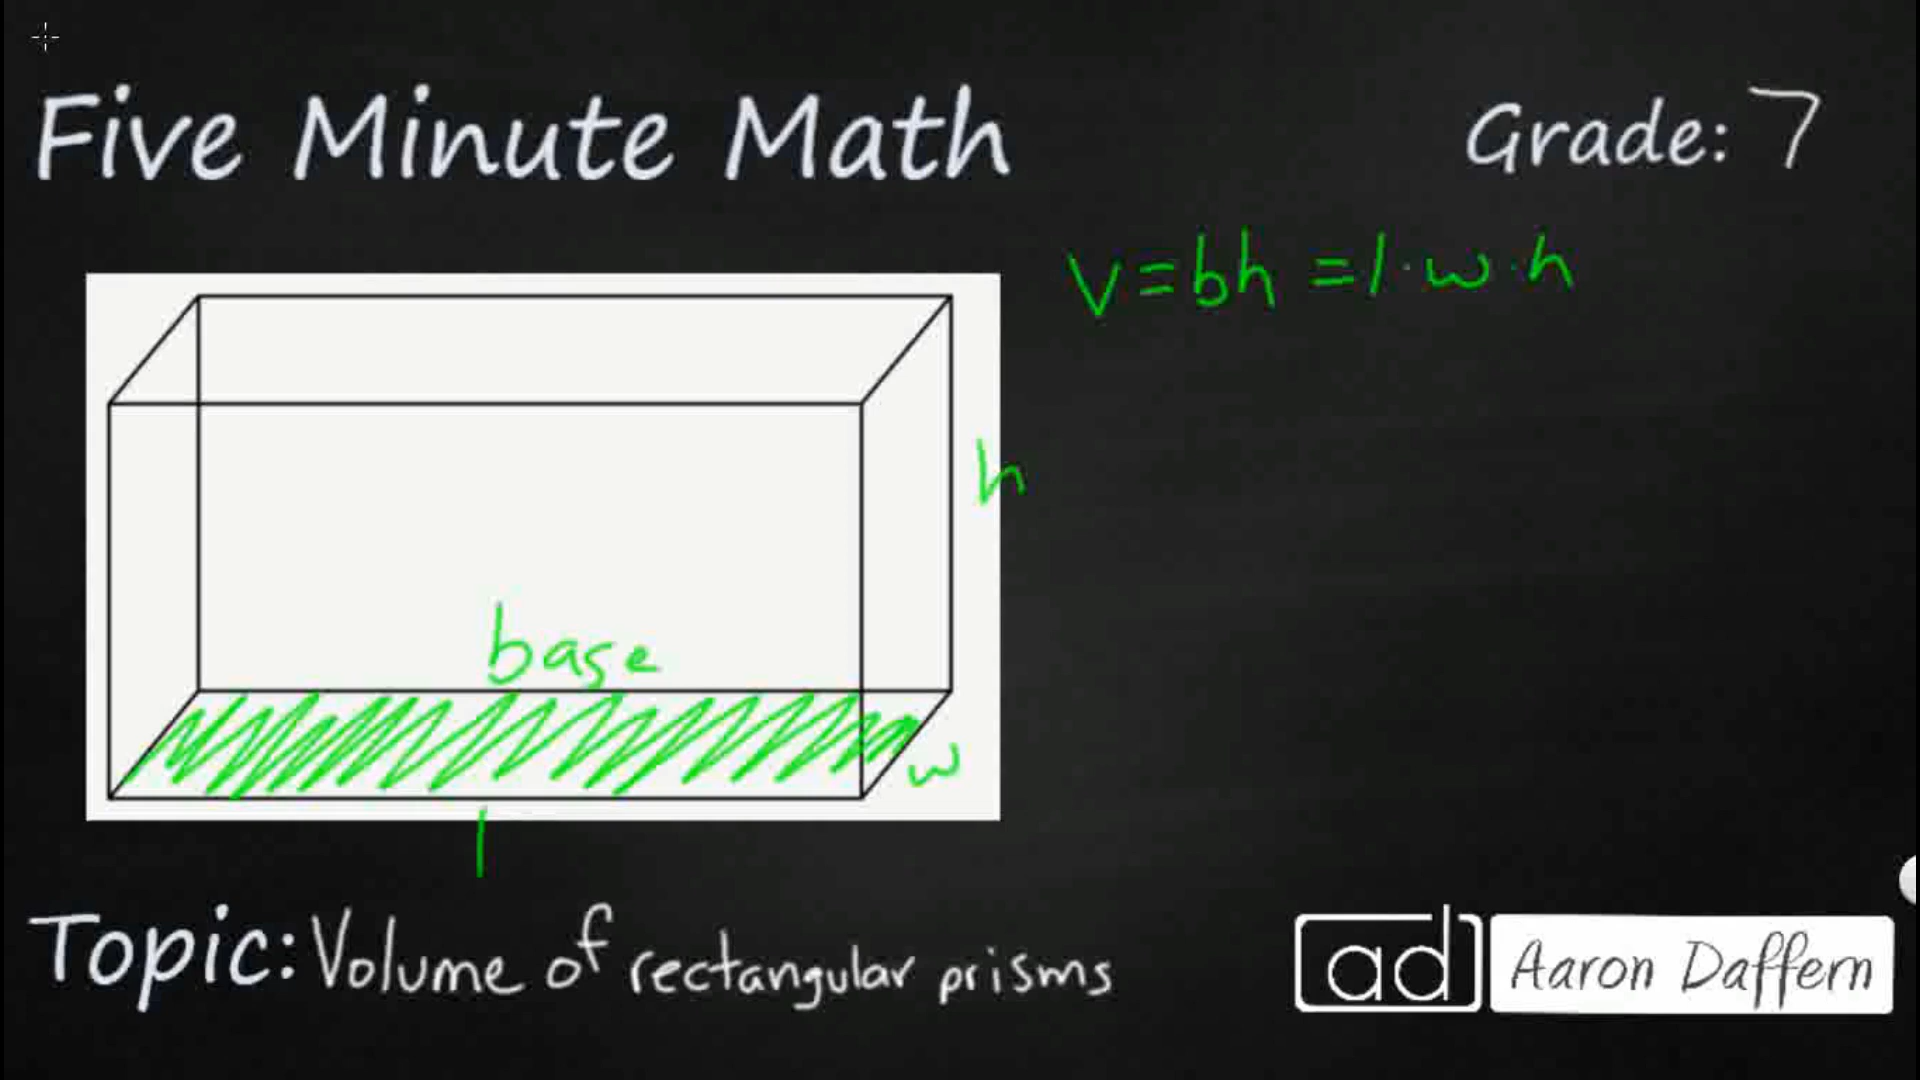 Five Minute Math
Grade: 7
V = bh = l · w · h
h
base
w
l
Topic: Volume of rectangular prisms
ad Aaron Daffern